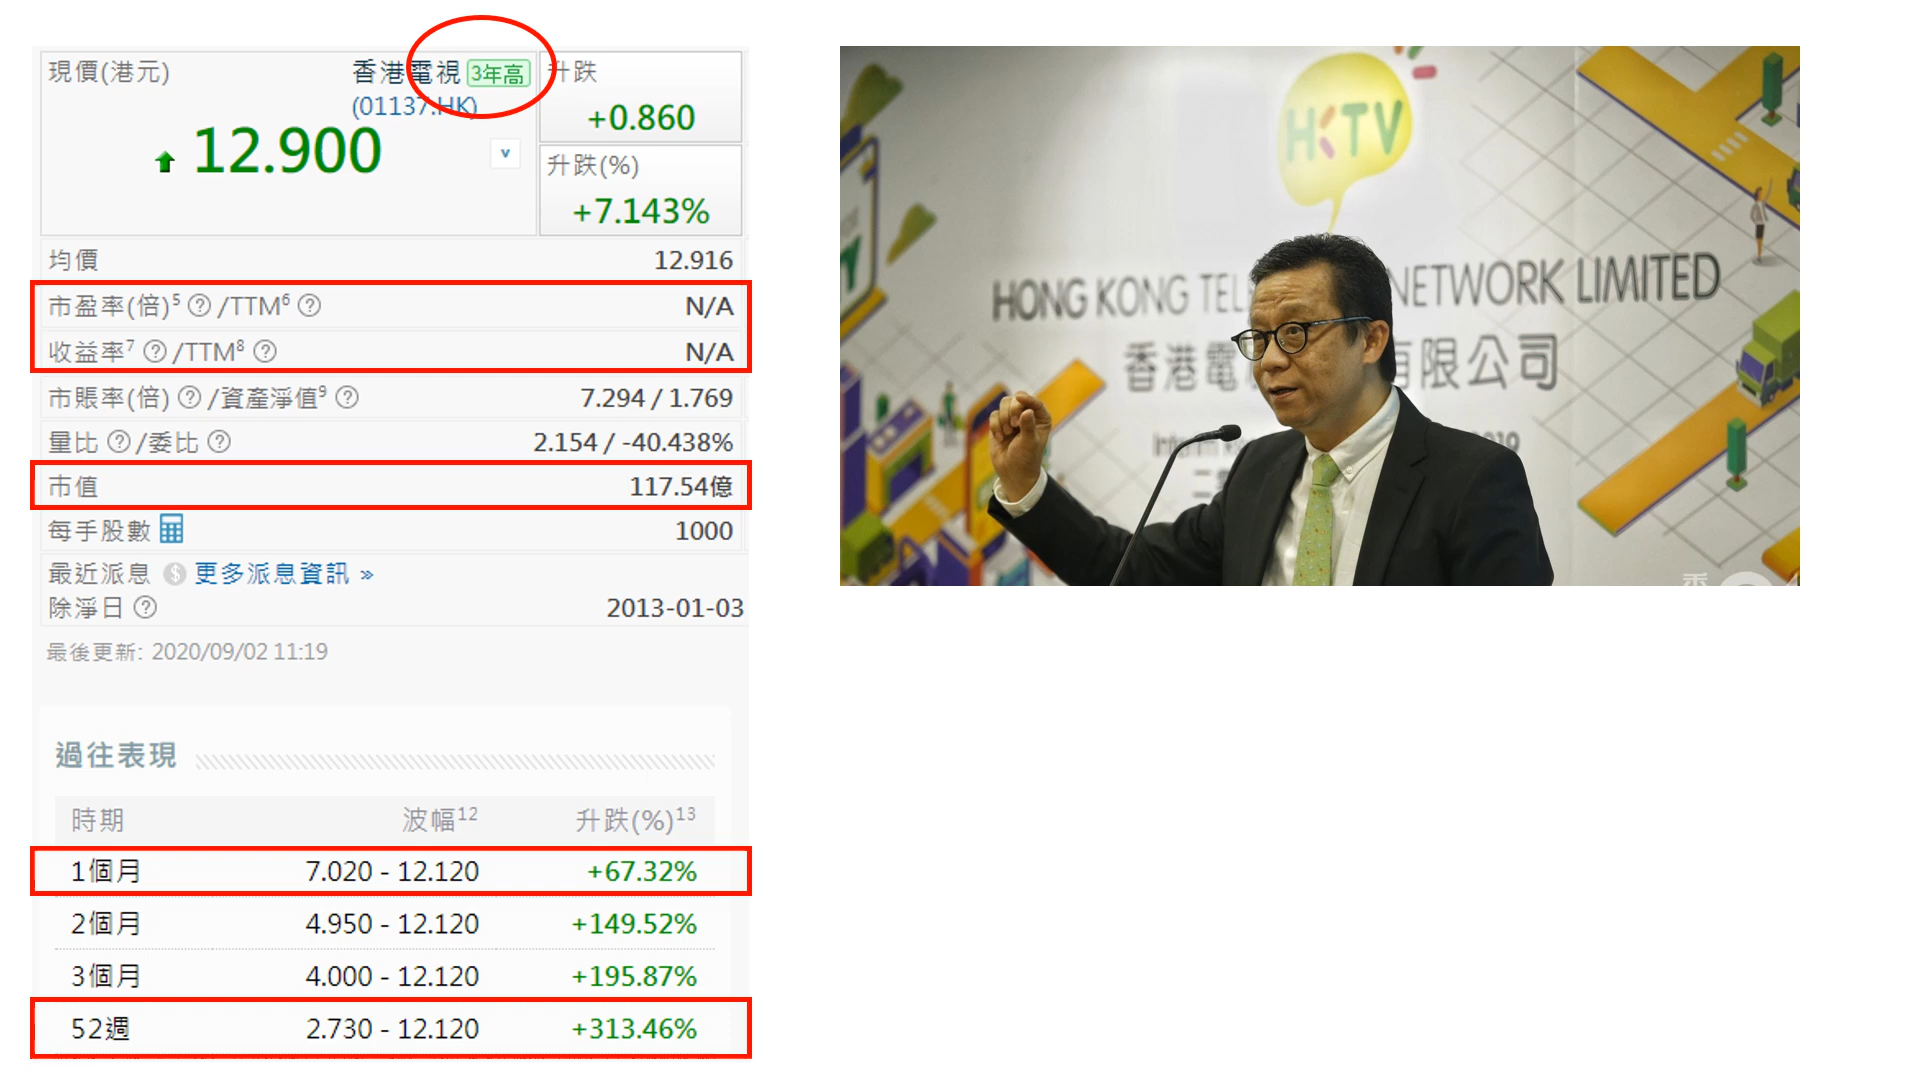 現價(港元)
香港電視 3年高
(01137.HK)
12.900
v
升跌
+0.860
升跌(%)
+7.143%
均價 12.916
市盈率(倍)5 ? /TTM6 ? N/A
收益率7 ? /TTM8 ? N/A
市賬率(倍) ? /資產淨值9 ? 7.294 / 1.769
量比 ? /委比 ? 2.154 / -40.438%
市值 117.54億
每手股數 1000
最近派息 $ 更多派息資訊 »
除淨日 ? 2013-01-03
最後更新: 2020/09/02 11:19
過往表現
時期 波幅12 升跌(%)13
1個月 7.020 - 12.120 +67.32%
2個月 4.950 - 12.120 +149.52%
3個月 4.000 - 12.120 +195.87%
52週 2.730 - 12.120 +313.46%
HKTV
HONG KONG TEL NETWORK LIMITED
香港電 有限公司